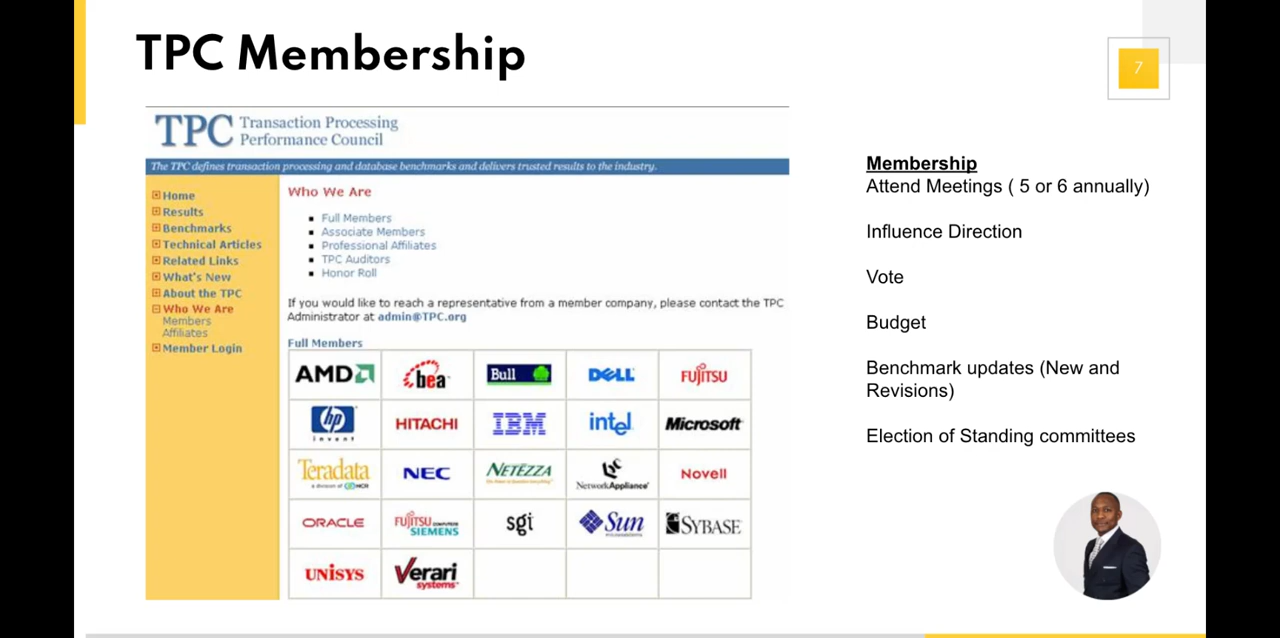 TPC Membership
7
TPC Transaction Processing
Performance Council
The TPC defines transaction processing and database benchmarks and delivers trusted results to the industry.
Home
Results
Benchmarks
Technical Articles
Related Links
What's New
About the TPC
Who We Are
Members
Affiliates
Member Login
Who We Are
Full Members
Associate Members
Professional Affiliates
TPC Auditors
Honor Roll
If you would like to reach a representative from a member company, please contact the TPC
Administrator at admin@TPC.org
Full Members
AMD bea Bull DELL FUJITSU
hp invent HITACHI IBM intel Microsoft
Teradata a division of NCR NEC NETEZZA NetworkAppliance Novell
ORACLE FUJITSU COMPUTERS SIEMENS sgi Sun microsystems SYBASE
UNISYS Verari systems
Membership
Attend Meetings ( 5 or 6 annually)
Influence Direction
Vote
Budget
Benchmark updates (New and
Revisions)
Election of Standing committees